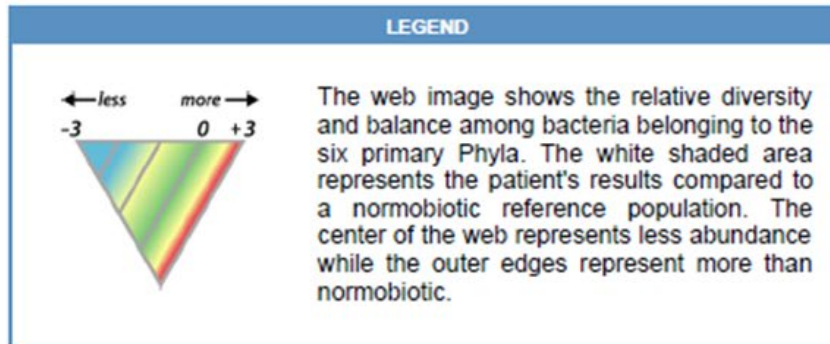 LEGEND
less more
-3 0 +3
The web image shows the relative diversity
and balance among bacteria belonging to the
six primary Phyla. The white shaded area
represents the patient's results compared to
a normobiotic reference population. The
center of the web represents less abundance
while the outer edges represent more than
normobiotic.